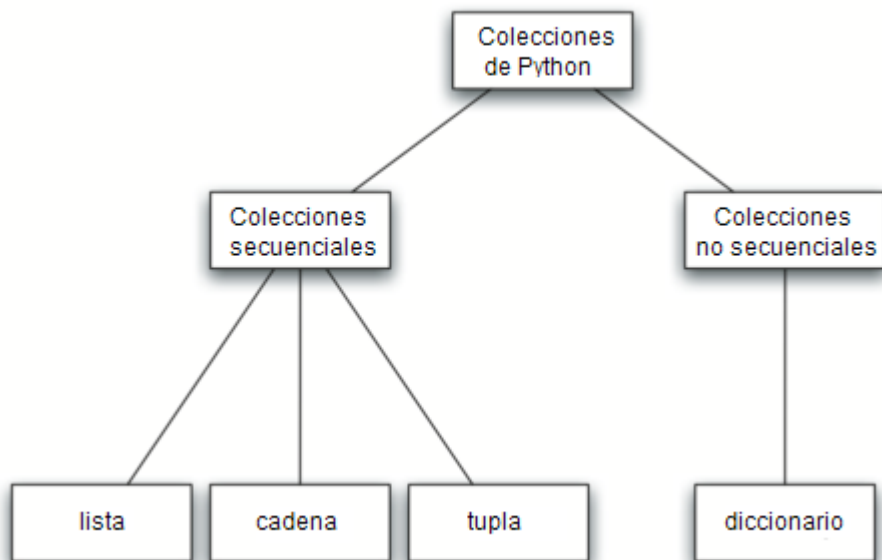 Colecciones
de Python
Colecciones
secuenciales
Colecciones
no secuenciales
lista
cadena
tupla
diccionario